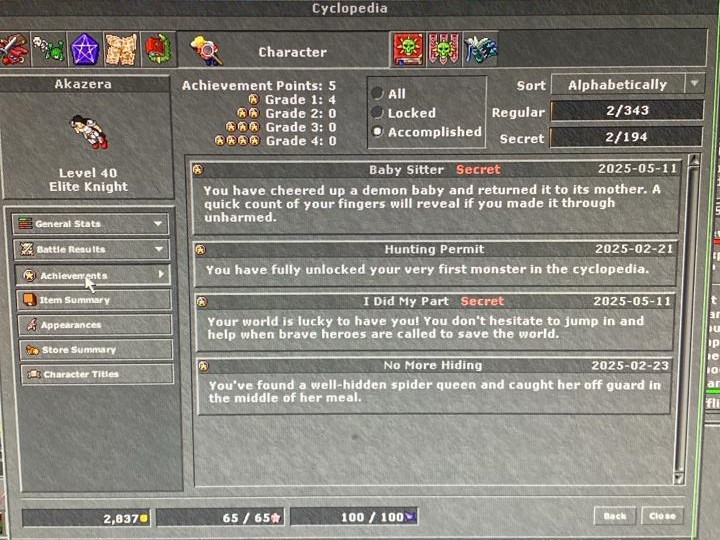 Cyclopedia
Character
Akazera
Level 40
Elite Knight
General Stats
Battle Results
Achievements
Item Summary
Appearances
Store Summary
Character Titles
Achievement Points: 5
Grade 1: 4
Grade 2: 0
Grade 3: 0
Grade 4: 0
All
Locked
Accomplished
Sort Alphabetically
Regular 2/343
Secret 2/194
Baby Sitter Secret 2025-05-11
You have cheered up a demon baby and returned it to its mother. A
quick count of your fingers will reveal if you made it through
unharmed.
Hunting Permit 2025-02-21
You have fully unlocked your very first monster in the cyclopedia.
I Did My Part Secret 2025-05-11
Your world is lucky to have you! You don't hesitate to jump in and
help when brave heroes are called to save the world.
No More Hiding 2025-02-23
You've found a well-hidden spider queen and caught her off guard in
the middle of her meal.
2,837
65 / 65
100 / 100
Back
Close